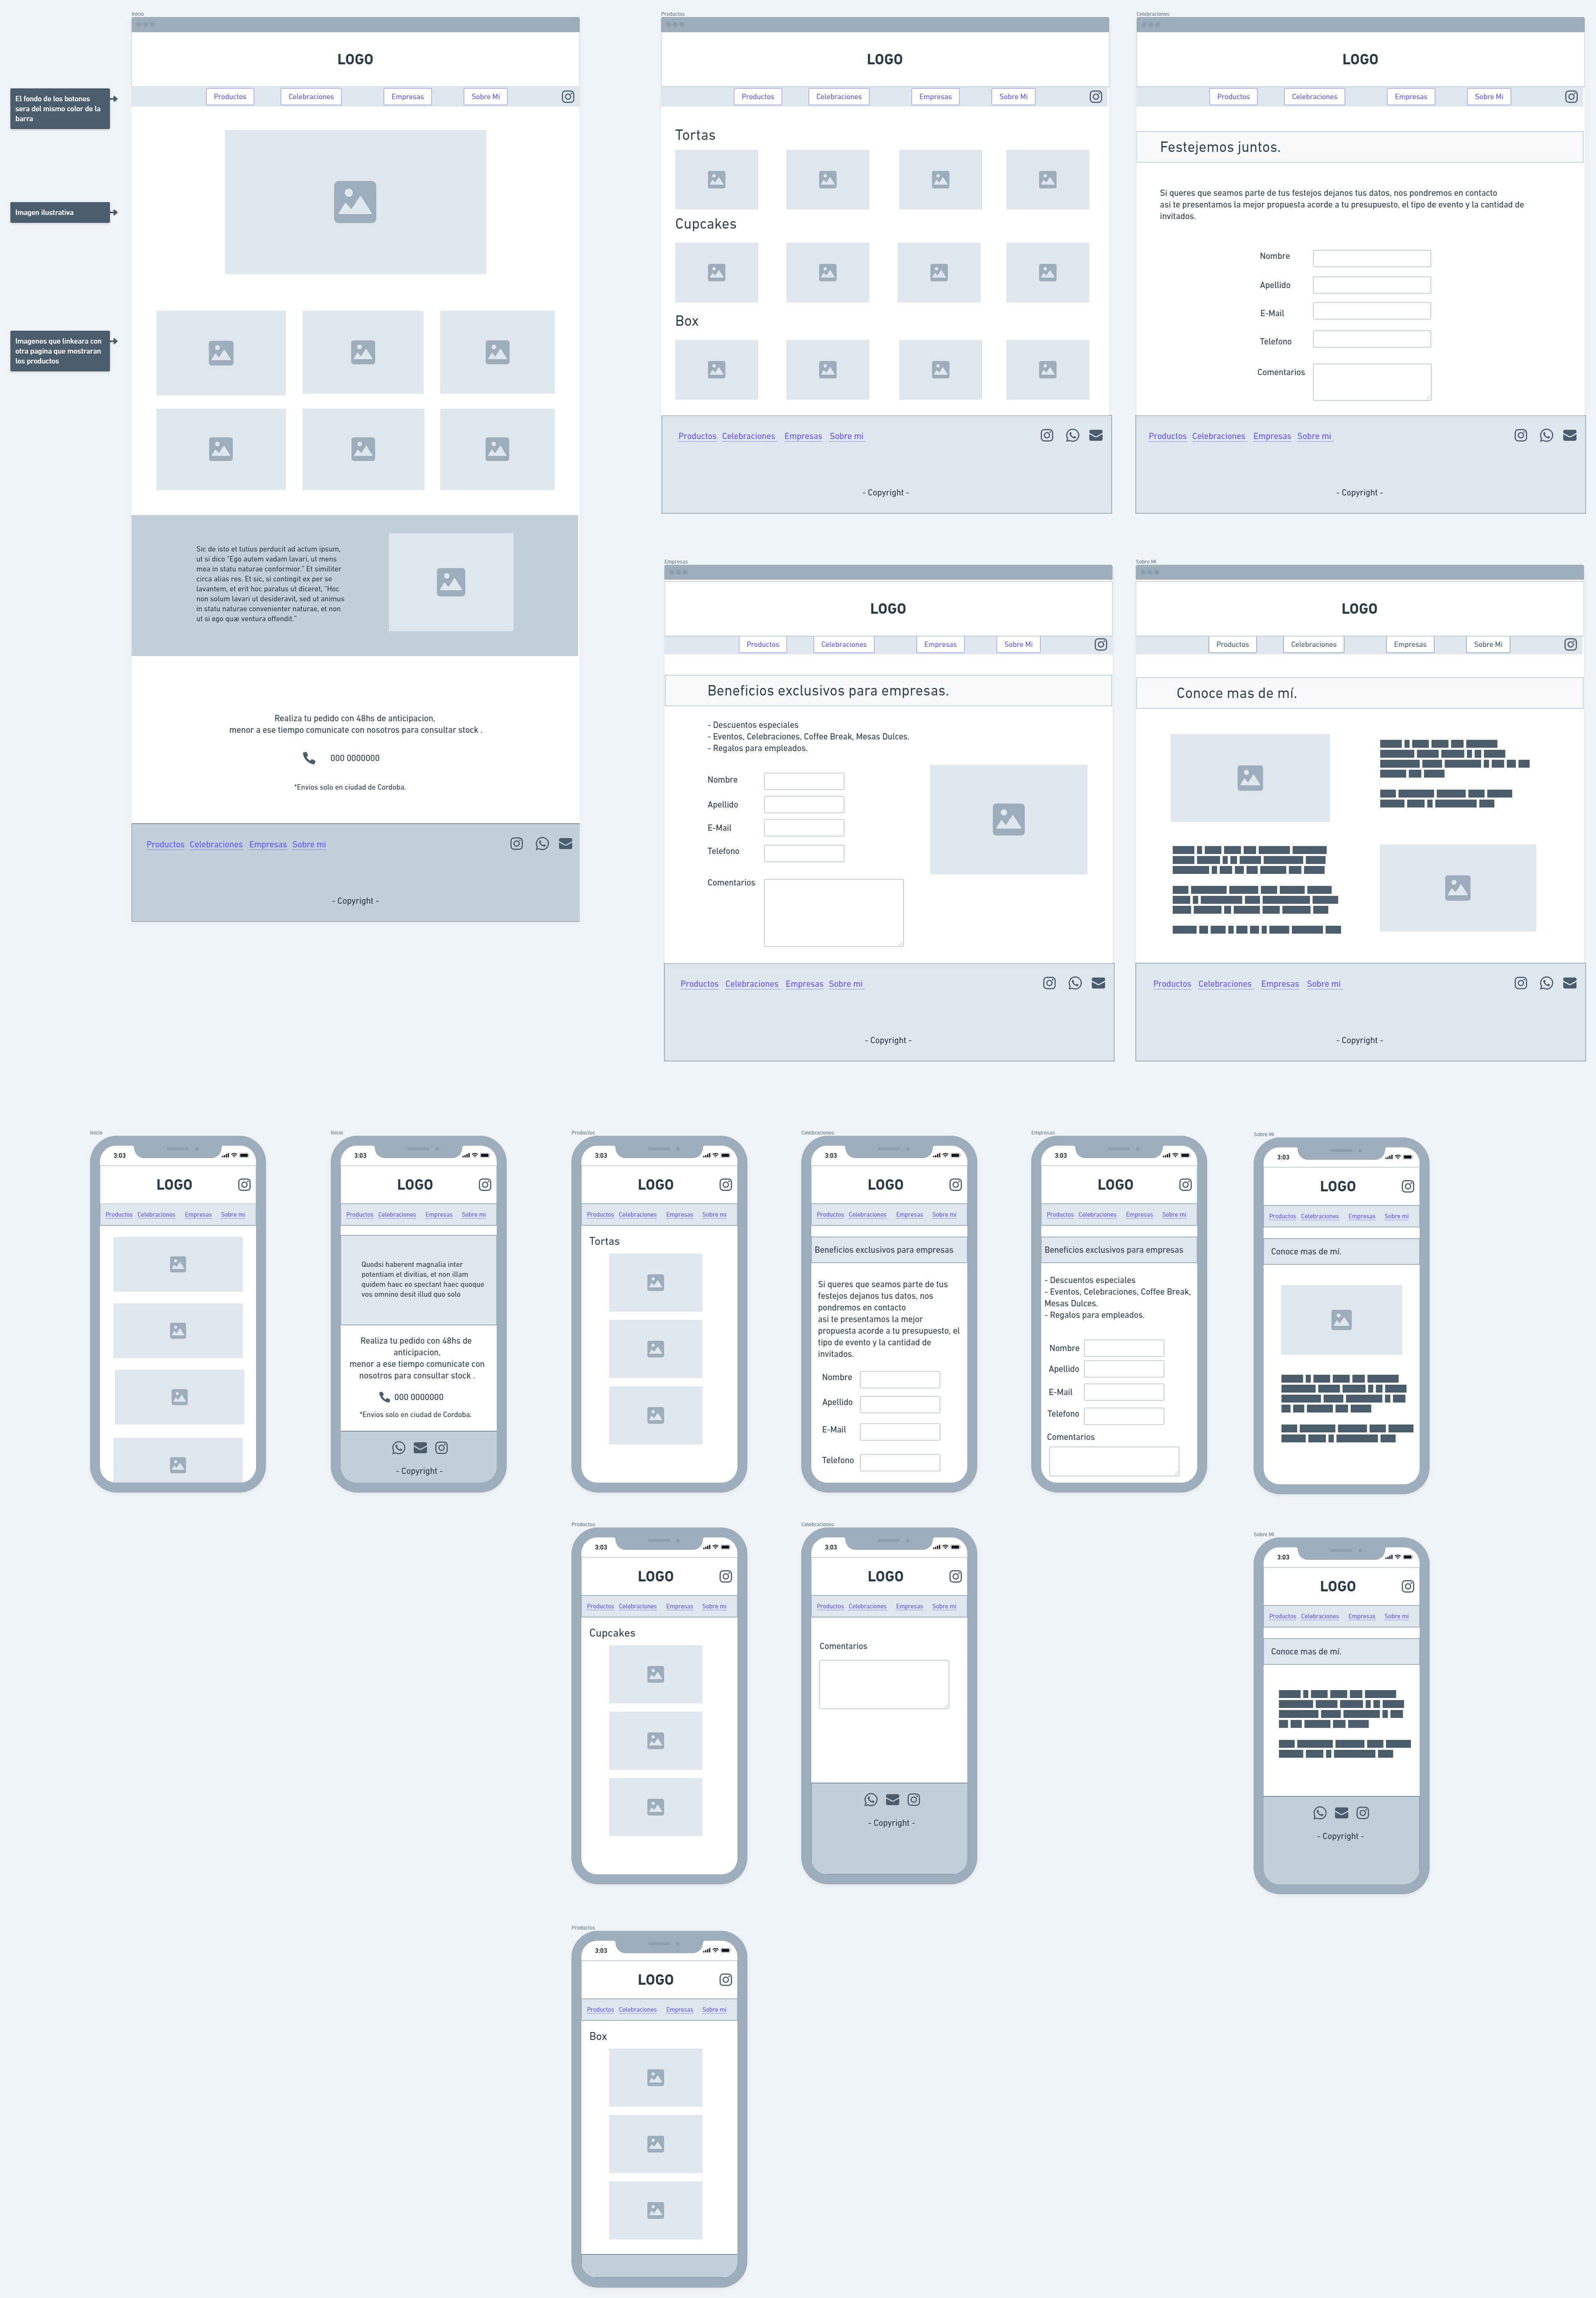 Inicio
LOGO
Productos Celebraciones Empresas Sobre Mi
El fondo de los botones
sera del mismo color de la
barra
Imagen ilustrativa
Imagenes que linkeara con
otra pagina que mostraran
los productos
Sic de isto et tutius perducit ad actum ipsum,
ut si dico "Ego autem vadam lavari, ut mens
mea in statu naturae conformior." Et similiter
circa alias res. Et sic, si contingit ex per se
lavantem, et erit hoc paratus ut diceret, "Hoc
non solum lavari ut desideravit, sed ut animus
in statu naturae convenienter naturae, et non
ut si ego quæ ventura offendit."
Realiza tu pedido con 48hs de anticipacion,
menor a ese tiempo comunicate con nosotros para consultar stock .
000 0000000
*Envios solo en ciudad de Cordoba.
Productos Celebraciones Empresas Sobre mi
- Copyright -
Productos
LOGO
Productos Celebraciones Empresas Sobre Mi
Tortas
Cupcakes
Box
Productos Celebraciones Empresas Sobre mi
- Copyright -
Celebraciones
LOGO
Productos Celebraciones Empresas Sobre Mi
Festejemos juntos.
Si queres que seamos parte de tus festejos dejanos tus datos, nos pondremos en contacto
asi te presentamos la mejor propuesta acorde a tu presupuesto, el tipo de evento y la cantidad de
invitados.
Nombre
Apellido
E-Mail
Telefono
Comentarios
Productos Celebraciones Empresas Sobre mi
- Copyright -
Empresas
LOGO
Productos Celebraciones Empresas Sobre Mi
Beneficios exclusivos para empresas.
- Descuentos especiales
- Eventos, Celebraciones, Coffee Break, Mesas Dulces.
- Regalos para empleados.
Nombre
Apellido
E-Mail
Telefono
Comentarios
Productos Celebraciones Empresas Sobre mi
- Copyright -
Sobre Mi
LOGO
Productos Celebraciones Empresas Sobre Mi
Conoce mas de mí.
Productos Celebraciones Empresas Sobre mi
- Copyright -
Inicio
3:03
LOGO
Productos Celebraciones Empresas Sobre mi
Inicio
3:03
LOGO
Productos Celebraciones Empresas Sobre mi
Quodsi haberent magnalia inter
potentiam et divitias, et non illam
quidem haec eo spectant haec quoque
vos omnino desit illud quo solo
Realiza tu pedido con 48hs de
anticipacion,
menor a ese tiempo comunicate con
nosotros para consultar stock .
000 0000000
*Envios solo en ciudad de Cordoba.
- Copyright -
Productos
3:03
LOGO
Productos Celebraciones Empresas Sobre mi
Tortas
Celebraciones
3:03
LOGO
Productos Celebraciones Empresas Sobre mi
Beneficios exclusivos para empresas
Si queres que seamos parte de tus
festejos dejanos tus datos, nos
pondremos en contacto
asi te presentamos la mejor
propuesta acorde a tu presupuesto, el
tipo de evento y la cantidad de
invitados.
Nombre
Apellido
E-Mail
Telefono
Empresas
3:03
LOGO
Productos Celebraciones Empresas Sobre mi
Beneficios exclusivos para empresas
- Descuentos especiales
- Eventos, Celebraciones, Coffee Break,
Mesas Dulces.
- Regalos para empleados.
Nombre
Apellido
E-Mail
Telefono
Comentarios
Sobre Mi
3:03
LOGO
Productos Celebraciones Empresas Sobre mi
Conoce mas de mí.
Productos
3:03
LOGO
Productos Celebraciones Empresas Sobre mi
Cupcakes
Celebraciones
3:03
LOGO
Productos Celebraciones Empresas Sobre mi
Comentarios
- Copyright -
Sobre Mi
3:03
LOGO
Productos Celebraciones Empresas Sobre mi
Conoce mas de mí.
- Copyright -
Productos
3:03
LOGO
Productos Celebraciones Empresas Sobre mi
Box